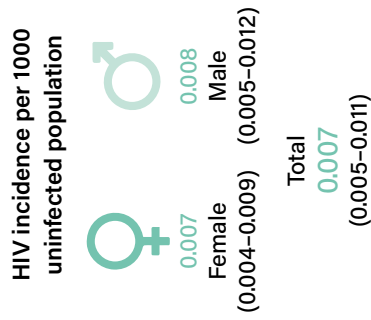 HIV incidence per 1000
uninfected population
0.007
Female
(0.004–0.009)
0.008
Male
(0.005–0.012)
Total
0.007
(0.005–0.011)